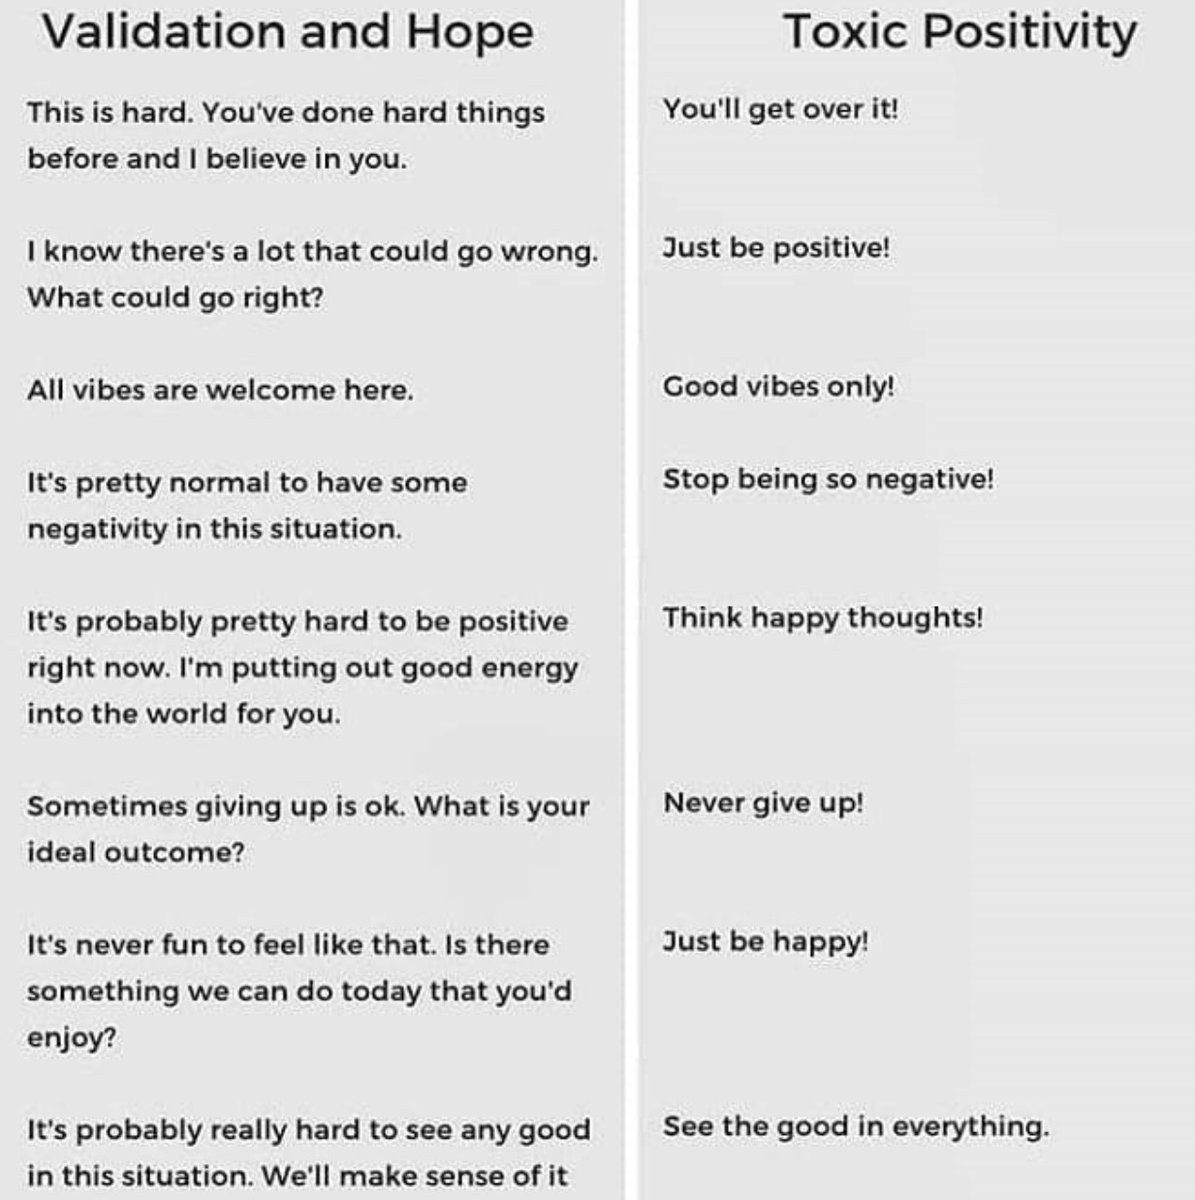 Validation and Hope
This is hard. You've done hard things
before and I believe in you.
I know there's a lot that could go wrong.
What could go right?
All vibes are welcome here.
It's pretty normal to have some
negativity in this situation.
It's probably pretty hard to be positive
right now. I'm putting out good energy
into the world for you.
Sometimes giving up is ok. What is your
ideal outcome?
It's never fun to feel like that. Is there
something we can do today that you'd
enjoy?
It's probably really hard to see any good
in this situation. We'll make sense of it
Toxic Positivity
You'll get over it!
Just be positive!
Good vibes only!
Stop being so negative!
Think happy thoughts!
Never give up!
Just be happy!
See the good in everything.